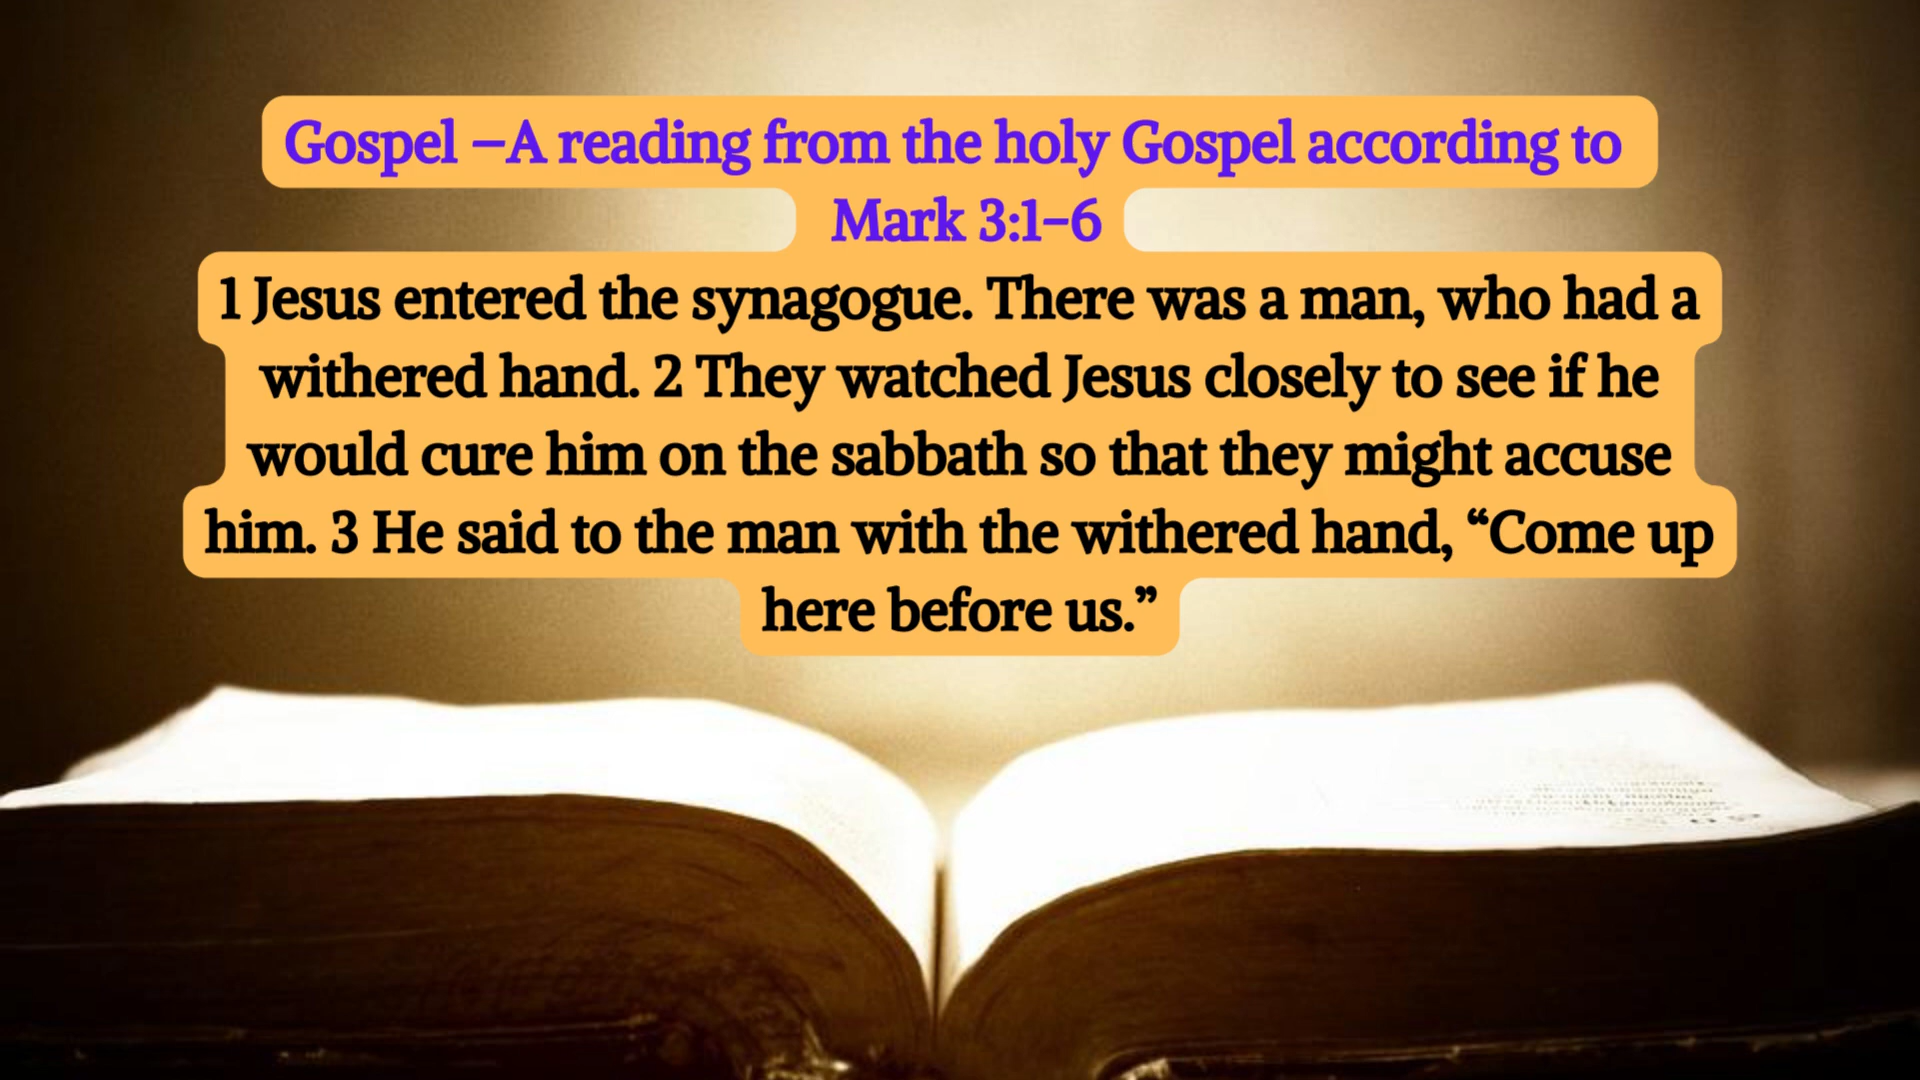 Gospel –A reading from the holy Gospel according to
Mark 3:1–6
1 Jesus entered the synagogue. There was a man, who had a
withered hand. 2 They watched Jesus closely to see if he
would cure him on the sabbath so that they might accuse
him. 3 He said to the man with the withered hand, “Come up
here before us.”